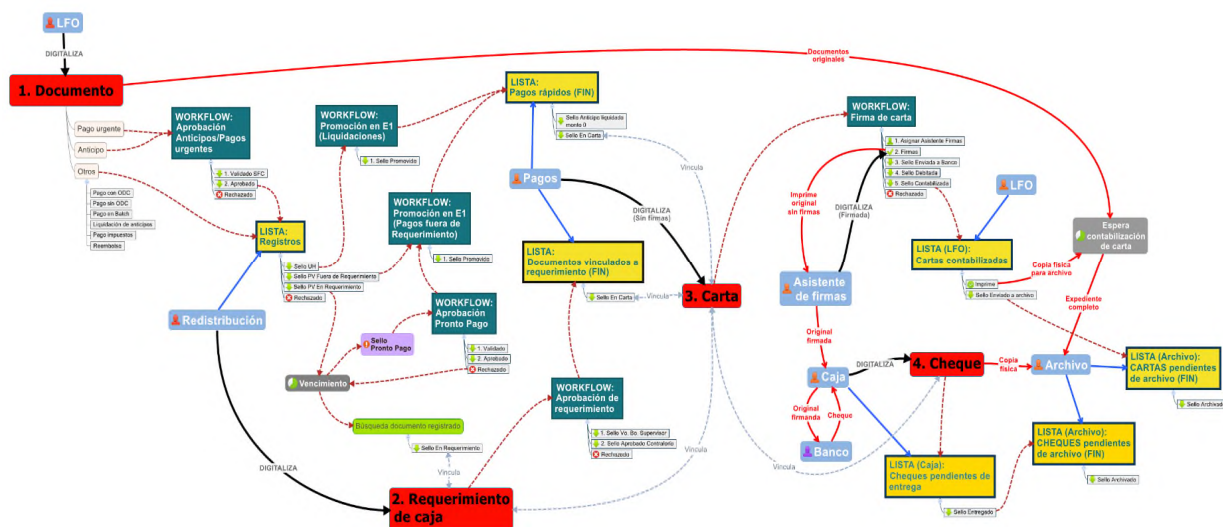 LFO
DIGITALIZA
1. Documento
Pago urgente
Anticipo
Otros
Pago con ODC
Pago sin ODC
Pago en Batch
Liquidación de anticipos
Pago impuestos
Reembolso
WORKFLOW:
Aprobación
Anticipos/Pagos
urgentes
1. Validado SFC
2. Aprobado
Rechazado
LISTA:
Registros
Sello UH
Sello PV Fuera de Requerimiento
Sello PV En Requerimiento
Rechazado
Redistribución
DIGITALIZA
WORKFLOW:
Promoción en E1
(Liquidaciones)
1. Sello Promovido
WORKFLOW:
Promoción en E1
(Pagos fuera de
Requerimiento)
1. Sello Promovido
WORKFLOW:
Aprobación
Pronto Pago
1. Validado
2. Aprobado
Rechazado
Sello
Pronto Pago
Vencimiento
Búsqueda documento registrado
Sello En Requerimiento
Vincula
2. Requerimiento
de caja
LISTA:
Pagos rápidos (FIN)
Sello Anticipo liquidado
monto 0
Sello En Carta
Vincula
Pagos
DIGITALIZA
(Sin firmas)
LISTA:
Documentos vinculados a
requerimiento (FIN)
Sello En Carta
Vincula
3. Carta
WORKFLOW:
Aprobación de
requerimiento
1. Sello Vo. Bo. Supervisor
2. Sello Aprobado Contraloría
Rechazado
Vincula
Documentos
originales
WORKFLOW:
Firma de carta
1. Asignar Asistente Firmas
2. Firmas
3. Sello Enviada a Banco
4. Sello Debitada
5. Sello Contabilizada
Rechazado
Imprime
original
sin firmas
DIGITALIZA
(Firmada)
Asistente
de firmas
Original
firmada
Caja
DIGITALIZA
Original
firmanda
Cheque
Banco
Vincula
4. Cheque
Copia
física
LFO
LISTA (LFO):
Cartas contabilizadas
Imprime
Sello Enviado a archivo
Copia física
para archivo
Espera
contabilización
de carta
Expediente
completo
Archivo
LISTA (Archivo):
CARTAS pendientes
de archivo (FIN)
Sello Archivado
LISTA (Archivo):
CHEQUES pendientes
de archivo (FIN)
Sello Archivado
LISTA (Caja):
Cheques pendientes de
entrega
Sello Entregado